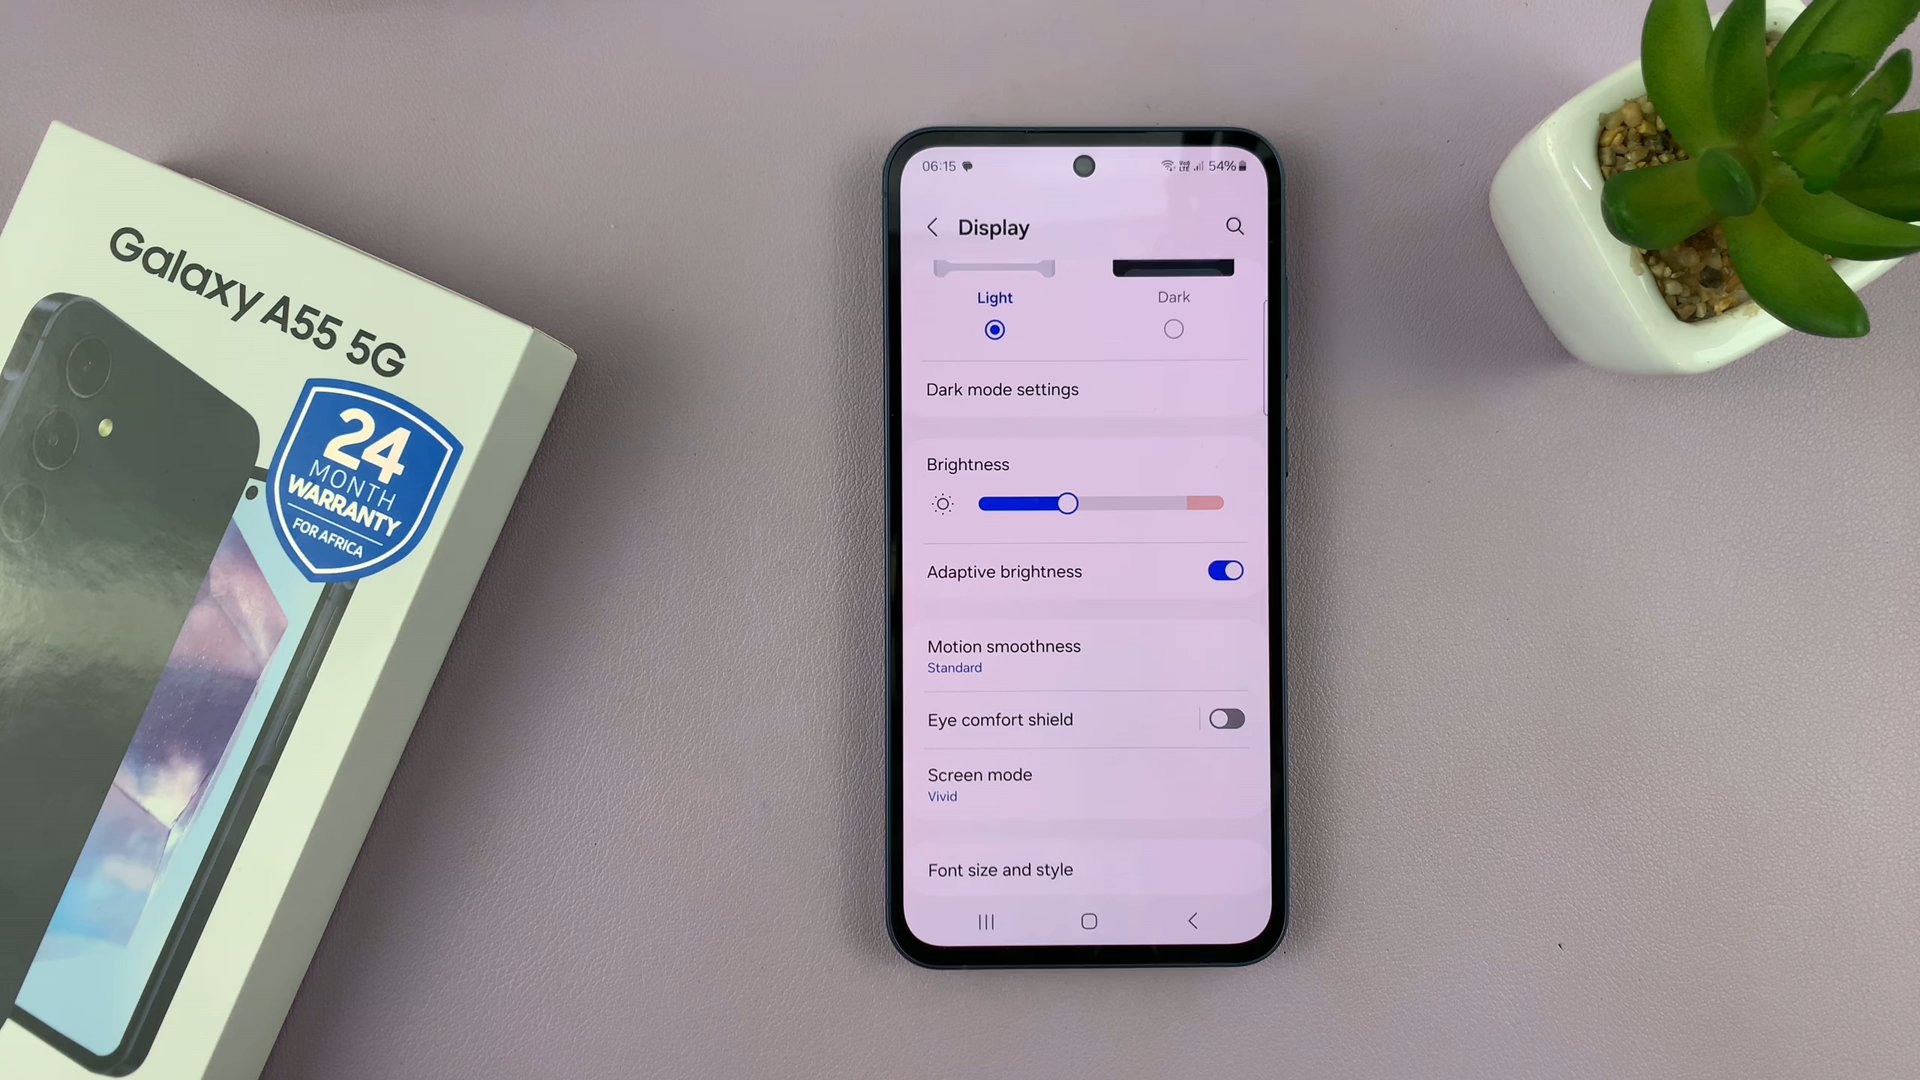 Galaxy A55 5G
24
MONTH
WARRANTY
FOR AFRICA
06:15
54%
Display
Light
Dark
Dark mode settings
Brightness
Adaptive brightness
Motion smoothness
Standard
Eye comfort shield
Screen mode
Vivid
Font size and style